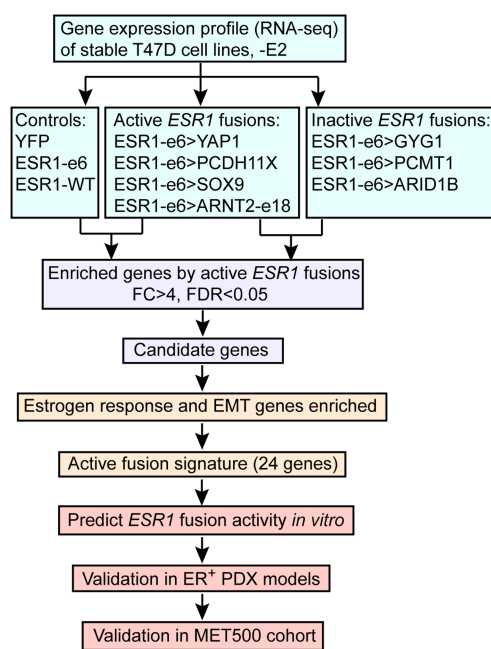 Gene expression profile (RNA-seq)
of stable T47D cell lines, -E2
Controls:
YFP
ESR1-e6
ESR1-WT
Active ESR1 fusions:
ESR1-e6>YAP1
ESR1-e6>PCDH11X
ESR1-e6>SOX9
ESR1-e6>ARNT2-e18
Inactive ESR1 fusions:
ESR1-e6>GYG1
ESR1-e6>PCMT1
ESR1-e6>ARID1B
Enriched genes by active ESR1 fusions
FC>4, FDR<0.05
Candidate genes
Estrogen response and EMT genes enriched
Active fusion signature (24 genes)
Predict ESR1 fusion activity in vitro
Validation in ER+ PDX models
Validation in MET500 cohort